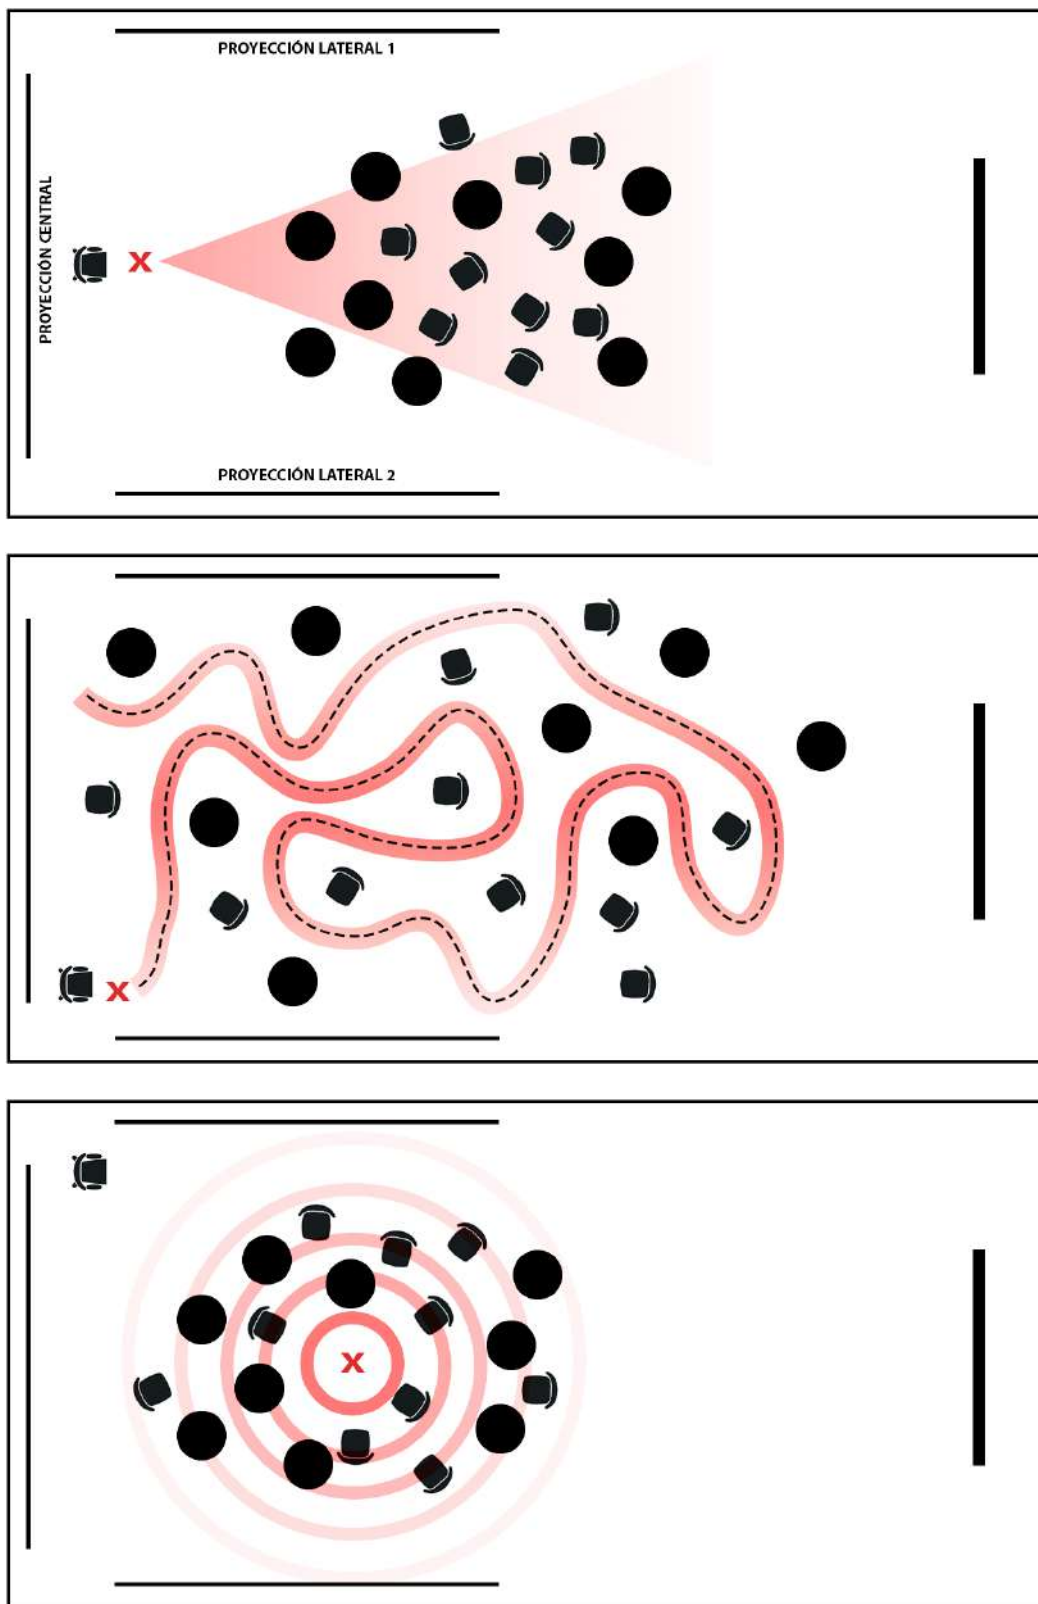 PROYECCIÓN LATERAL 1
PROYECCIÓN CENTRAL
X
PROYECCIÓN LATERAL 2
X
X